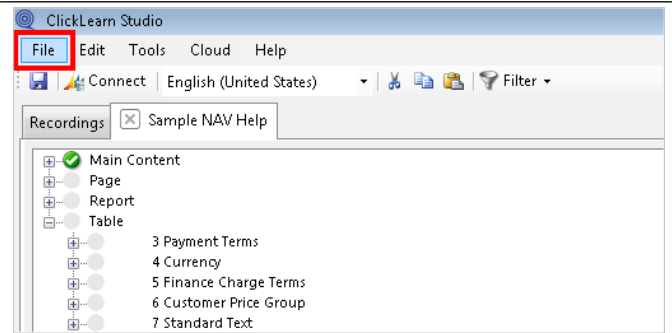 ClickLearn Studio
File Edit Tools Cloud Help
Connect English (United States) Filter
Recordings Sample NAV Help
Main Content
Page
Report
Table
3 Payment Terms
4 Currency
5 Finance Charge Terms
6 Customer Price Group
7 Standard Text